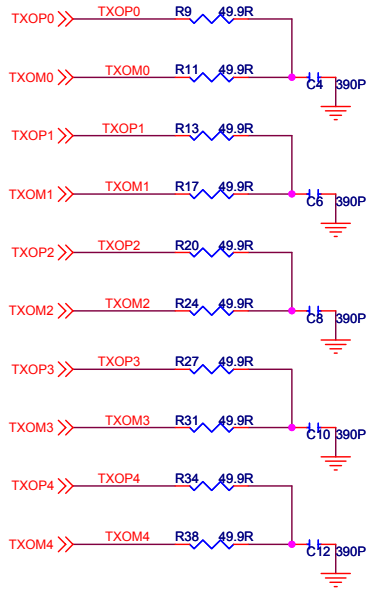 TXOP0 TXOP0 R9 49.9R
TXOM0 TXOM0 R11 49.9R C4 390P
TXOP1 TXOP1 R13 49.9R
TXOM1 TXOM1 R17 49.9R C6 390P
TXOP2 TXOP2 R20 49.9R
TXOM2 TXOM2 R24 49.9R C8 390P
TXOP3 TXOP3 R27 49.9R
TXOM3 TXOM3 R31 49.9R C10 390P
TXOP4 TXOP4 R34 49.9R
TXOM4 TXOM4 R38 49.9R C12 390P